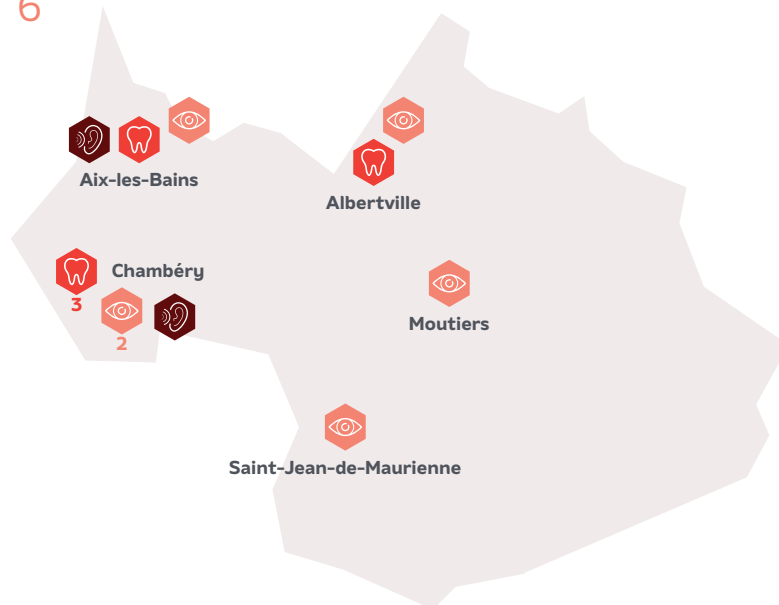 6
Aix-les-Bains
Albertville
Chambéry
3
2
Moutiers
Saint-Jean-de-Maurienne